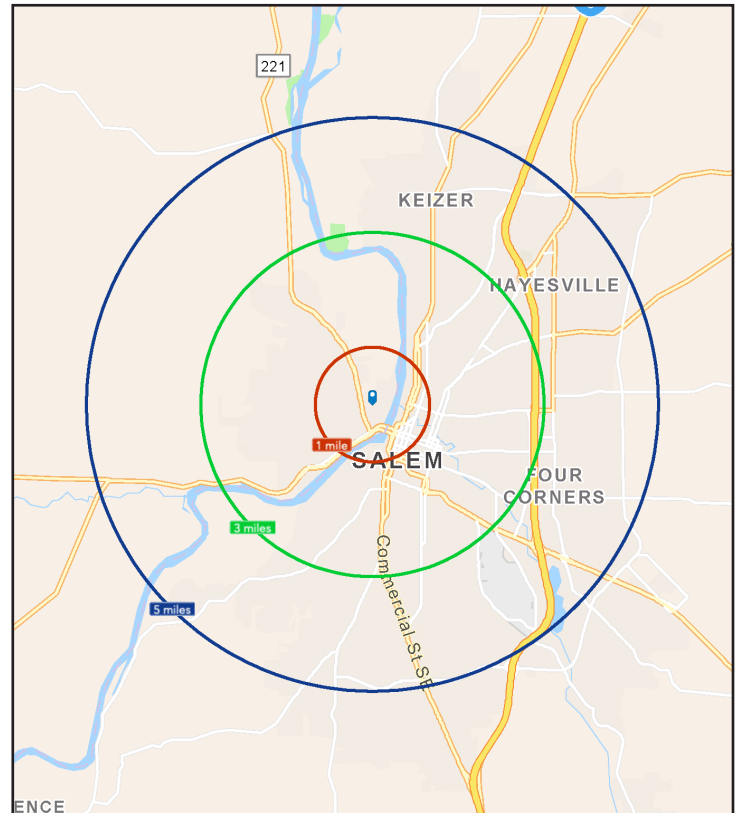 221
KEIZER
HAYESVILLE
1 mile
SALEM
FOUR
CORNERS
3 miles
Commercial St SE
5 miles
ENCE